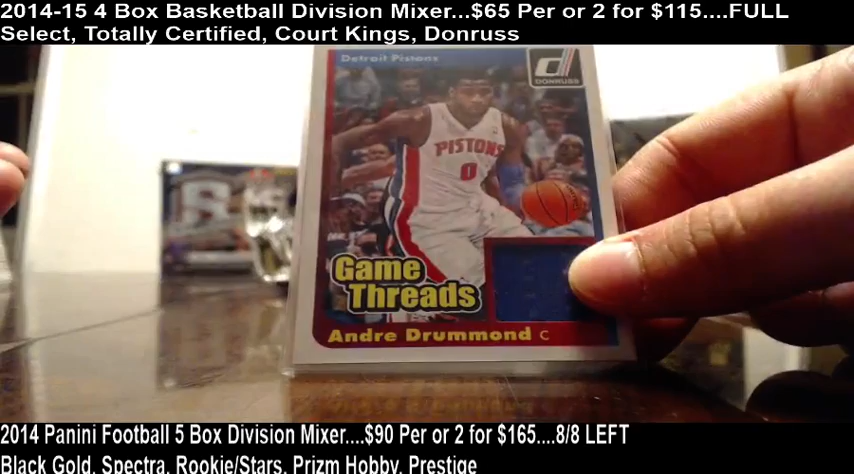 2014-15 4 Box Basketball Division Mixer...$65 Per or 2 for $115....FULL
Select, Totally Certified, Court Kings, Donruss
Detroit Pistons
DONRUSS
PISTONS
0
Game
Threads
Andre Drummond C
2014 Panini Football 5 Box Division Mixer....$90 Per or 2 for $165....8/8 LEFT
Black Gold, Spectra, Rookie/Stars, Prizm Hobby, Prestige